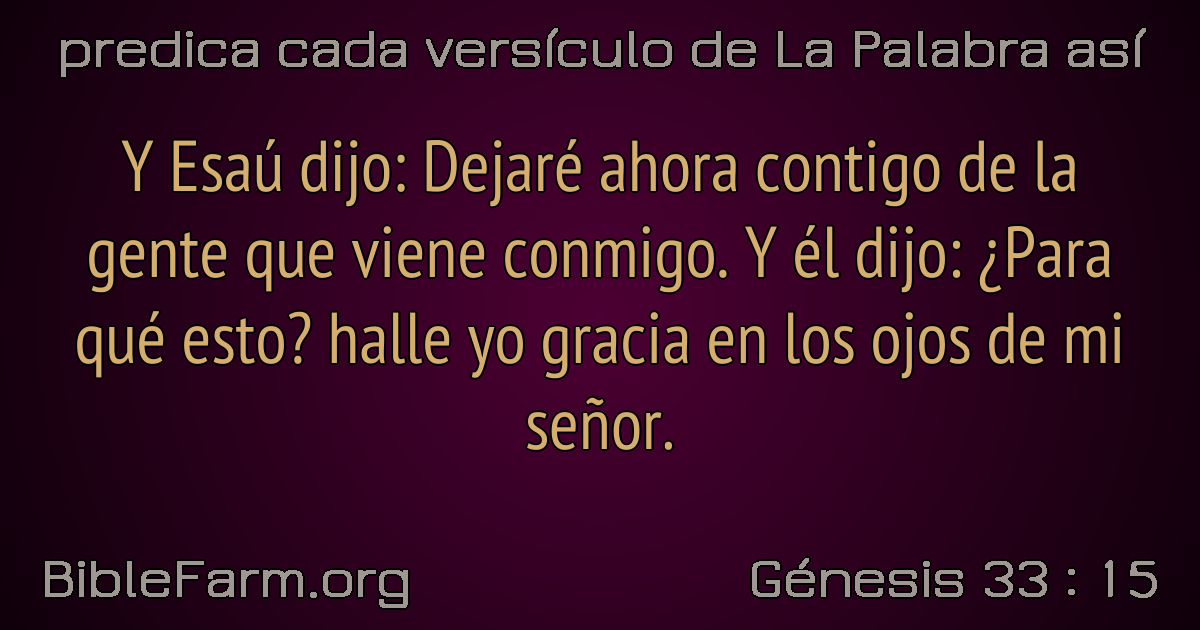 predica cada versículo de La Palabra así
Y Esaú dijo: Dejaré ahora contigo de la
gente que viene conmigo. Y él dijo: ¿Para
qué esto? halle yo gracia en los ojos de mi
señor.
BibleFarm.org
Génesis 33 : 15